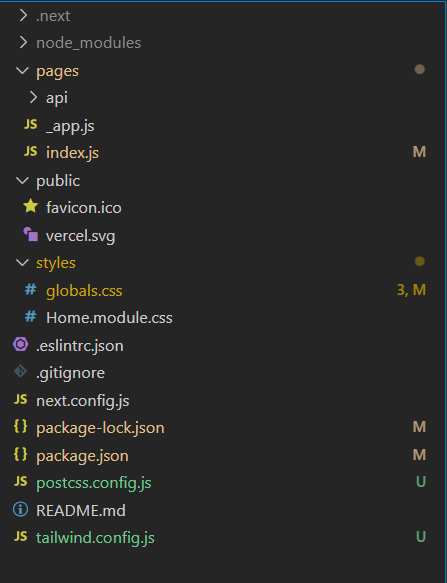 .next
node_modules
pages
api
JS _app.js
JS index.js M
public
favicon.ico
vercel.svg
styles
# globals.css 3, M
# Home.module.css
.eslintrc.json
.gitignore
JS next.config.js
{} package-lock.json M
{} package.json M
JS postcss.config.js U
README.md
JS tailwind.config.js U